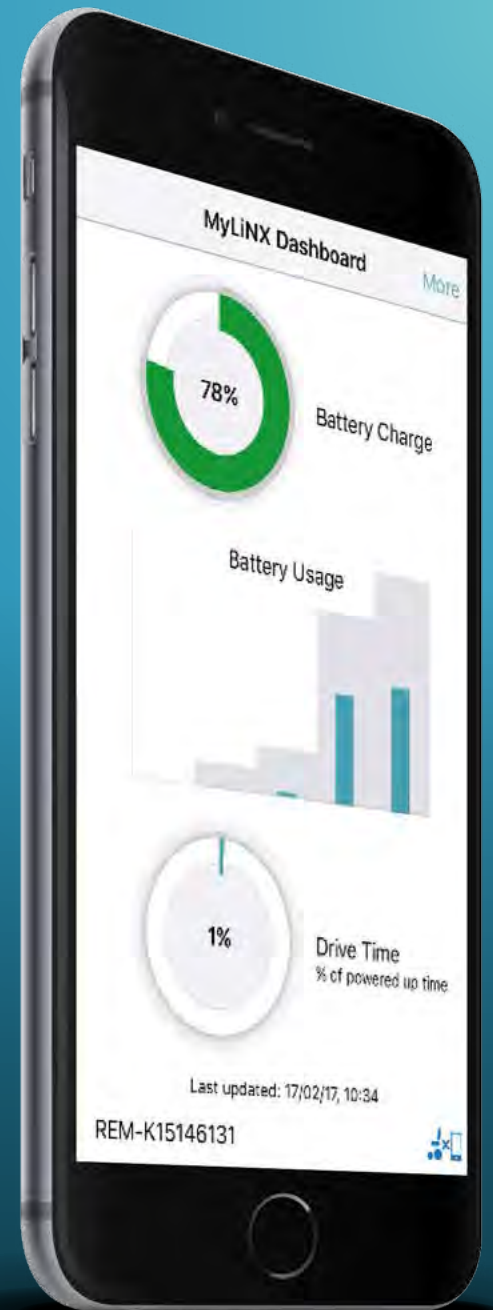 MyLiNX Dashboard
More
78%
Battery Charge
Battery Usage
1%
Drive Time
% of powered up time
Last updated: 17/02/17, 10:34
REM-K15146131